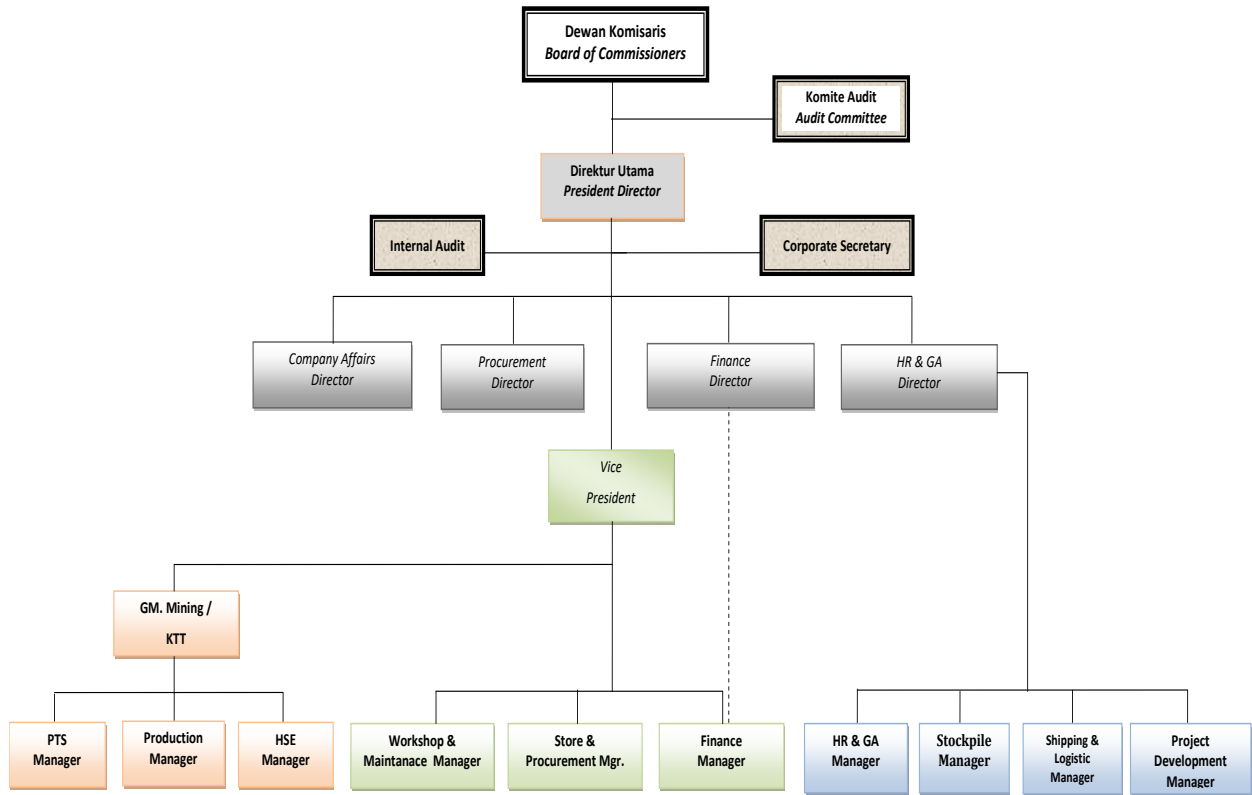 Dewan Komisaris
Board of Commissioners
Komite Audit
Audit Committee
Direktur Utama
President Director
Internal Audit
Corporate Secretary
Company Affairs
Director
Procurement
Director
Finance
Director
HR & GA
Director
Vice
President
GM. Mining /
KTT
PTS
Manager
Production
Manager
HSE
Manager
Workshop &
Maintanace Manager
Store &
Procurement Mgr.
Finance
Manager
HR & GA
Manager
Stockpile
Manager
Shipping &
Logistic
Manager
Project
Development
Manager